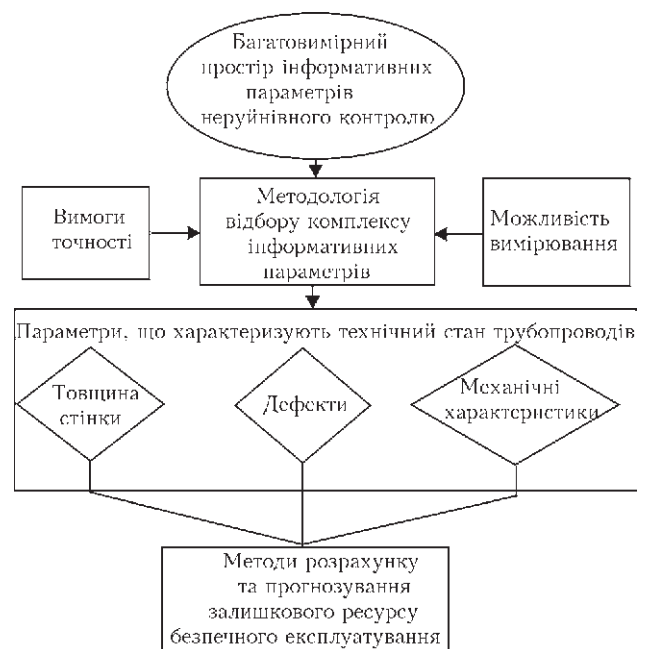 Багатовимірний
простір інформативних
параметрів
неруйнівного контролю
Методологія
відбору комплексу
інформативних
параметрів
Вимоги
точності
Можливість
вимірювання
Параметри, що характеризують технічний стан трубопроводів
Товщина
стінки
Дефекти
Механічні
характеристики
Методи розрахунку
та прогнозування
залишкового ресурсу
безпечного експлуатування